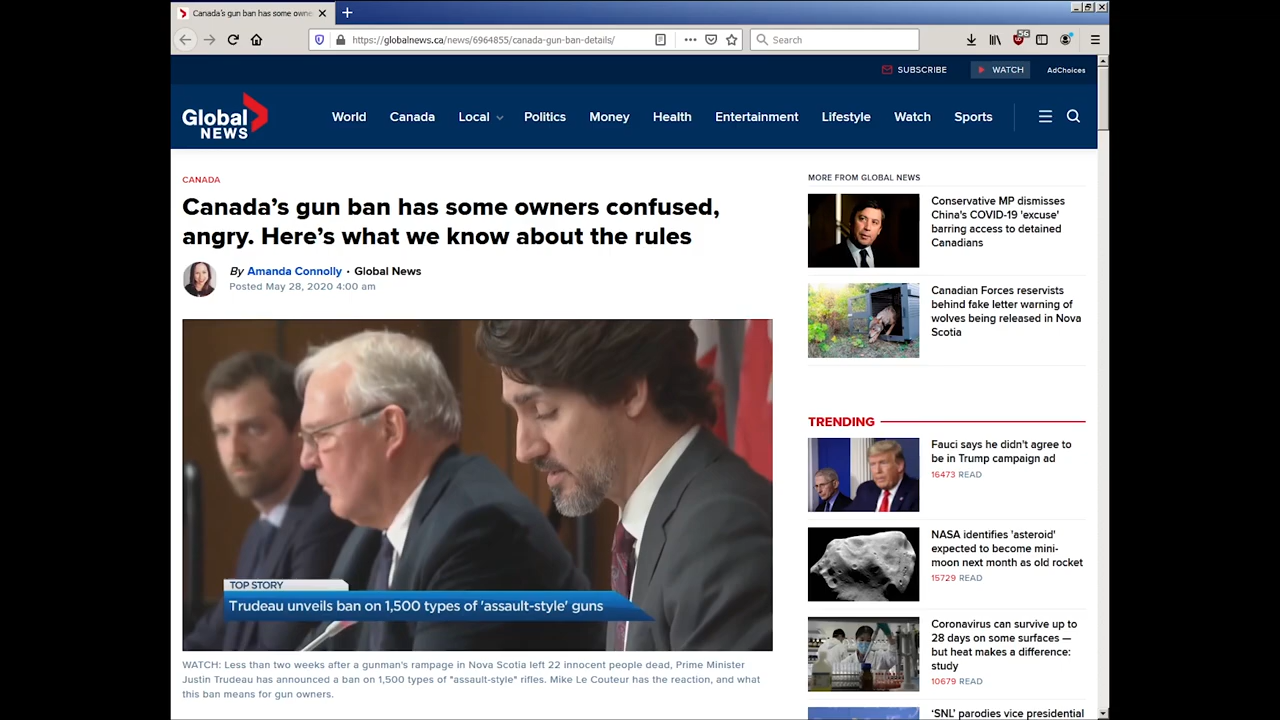 Canada's gun ban has some owne
https://globalnews.ca/news/6964855/canada-gun-ban-details/
Search
56
SUBSCRIBE
WATCH
AdChoices
Global NEWS
World
Canada
Local
Politics
Money
Health
Entertainment
Lifestyle
Watch
Sports
CANADA
Canada's gun ban has some owners confused,
angry. Here's what we know about the rules
By Amanda Connolly • Global News
Posted May 28, 2020 4:00 am
TOP STORY
Trudeau unveils ban on 1,500 types of 'assault-style' guns
WATCH: Less than two weeks after a gunman's rampage in Nova Scotia left 22 innocent people dead, Prime Minister
Justin Trudeau has announced a ban on 1,500 types of "assault-style" rifles. Mike Le Couteur has the reaction, and what
this ban means for gun owners.
MORE FROM GLOBAL NEWS
Conservative MP dismisses
China's COVID-19 'excuse'
barring access to detained
Canadians
Canadian Forces reservists
behind fake letter warning of
wolves being released in Nova
Scotia
TRENDING
Fauci says he didn't agree to
be in Trump campaign ad
16473 READ
NASA identifies 'asteroid'
expected to become mini-
moon next month as old rocket
15729 READ
Coronavirus can survive up to
28 days on some surfaces —
but heat makes a difference:
study
10679 READ
'SNL' parodies vice presidential